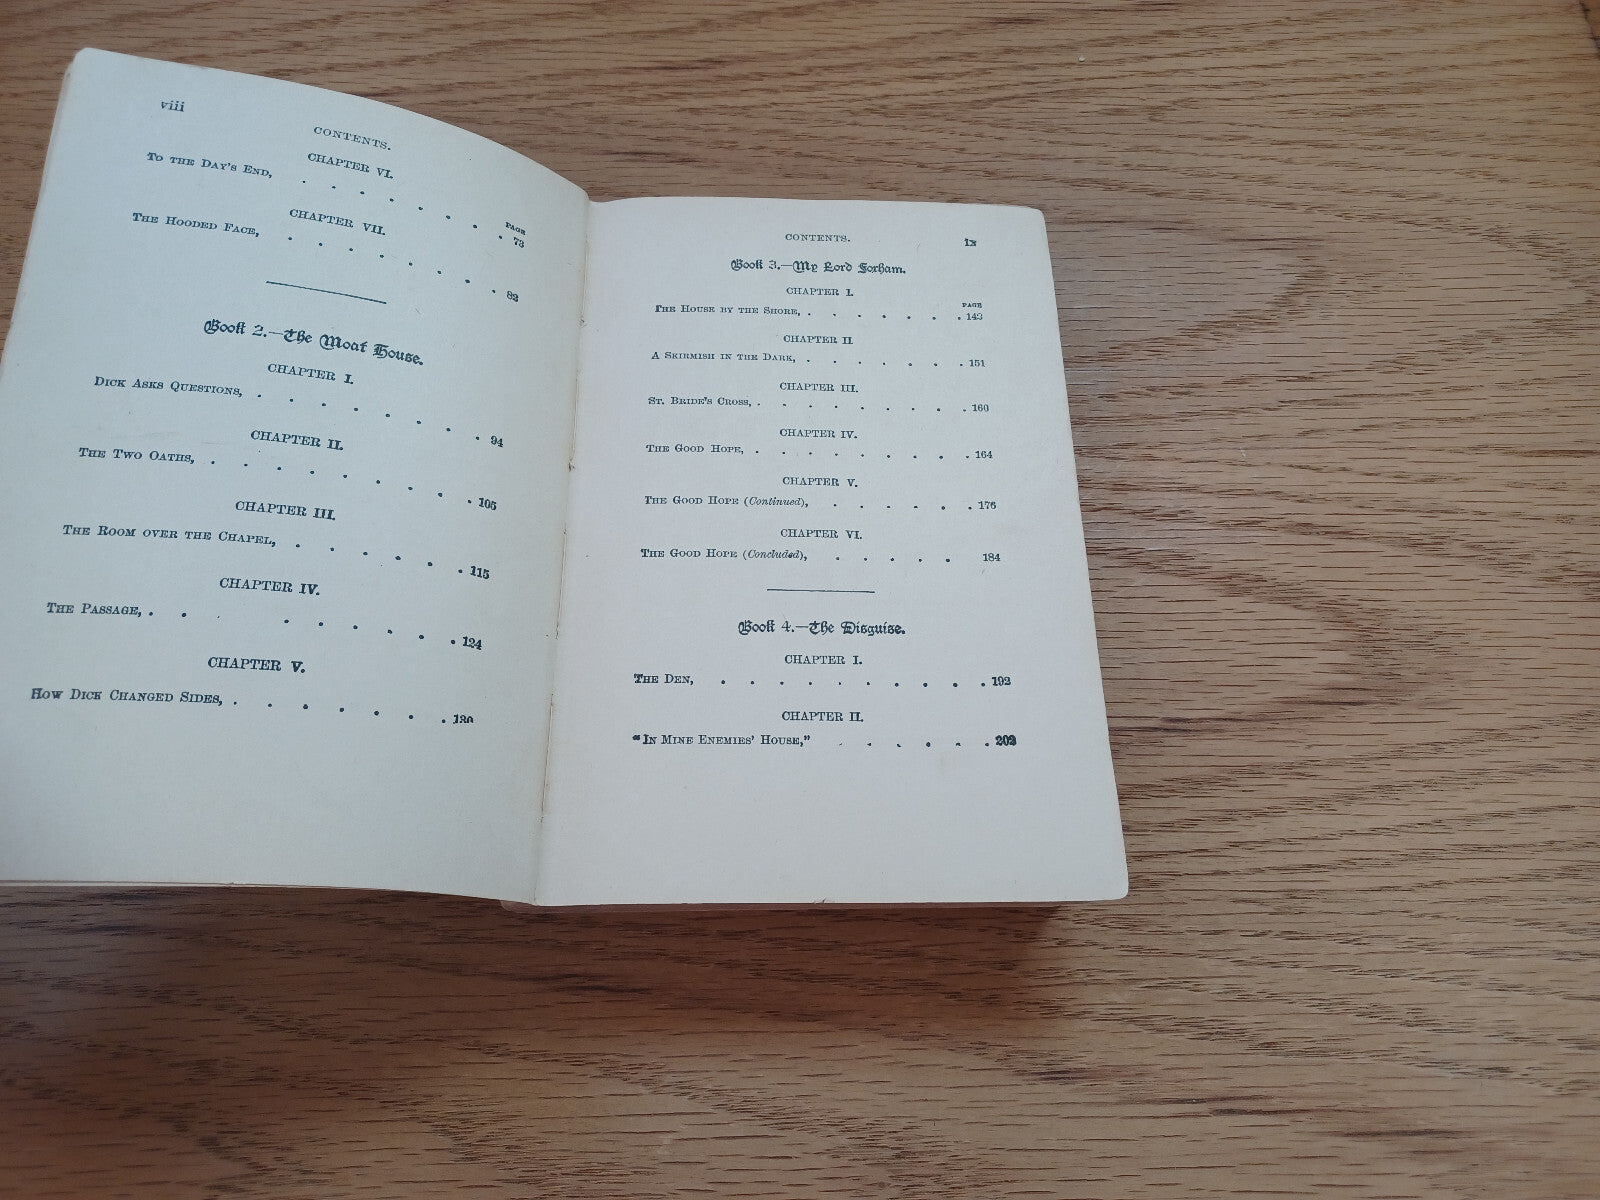 viii
CONTENTS.
CHAPTER VI.
PAGE
To the Day's End, . . . . . . . . 73
CHAPTER VII.
The Hooded Face, . . . . . . . . 83
Book 2.—The Moat House.
CHAPTER I.
Dick Asks Questions, . . . . . . . . 94
CHAPTER II.
The Two Oaths, . . . . . . . . . 105
CHAPTER III.
The Room over the Chapel, . . . . . . 115
CHAPTER IV.
The Passage, . . . . . . . . 124
CHAPTER V.
How Dick Changed Sides, . . . . . . . 130
CONTENTS. ix
Book 3.—My Lord Foxham.
CHAPTER I.
PAGE
The House by the Shore, . . . . . . . 143
CHAPTER II.
A Skirmish in the Dark, . . . . . . . 151
CHAPTER III.
St. Bride's Cross, . . . . . . . . . 160
CHAPTER IV.
The Good Hope, . . . . . . . . . 164
CHAPTER V.
The Good Hope (Continued), . . . . . . 176
CHAPTER VI.
The Good Hope (Concluded), . . . . . 184
Book 4.—The Disguise.
CHAPTER I.
The Den, . . . . . . . . . . 192
CHAPTER II.
"In Mine Enemies' House," . . . . . . 202